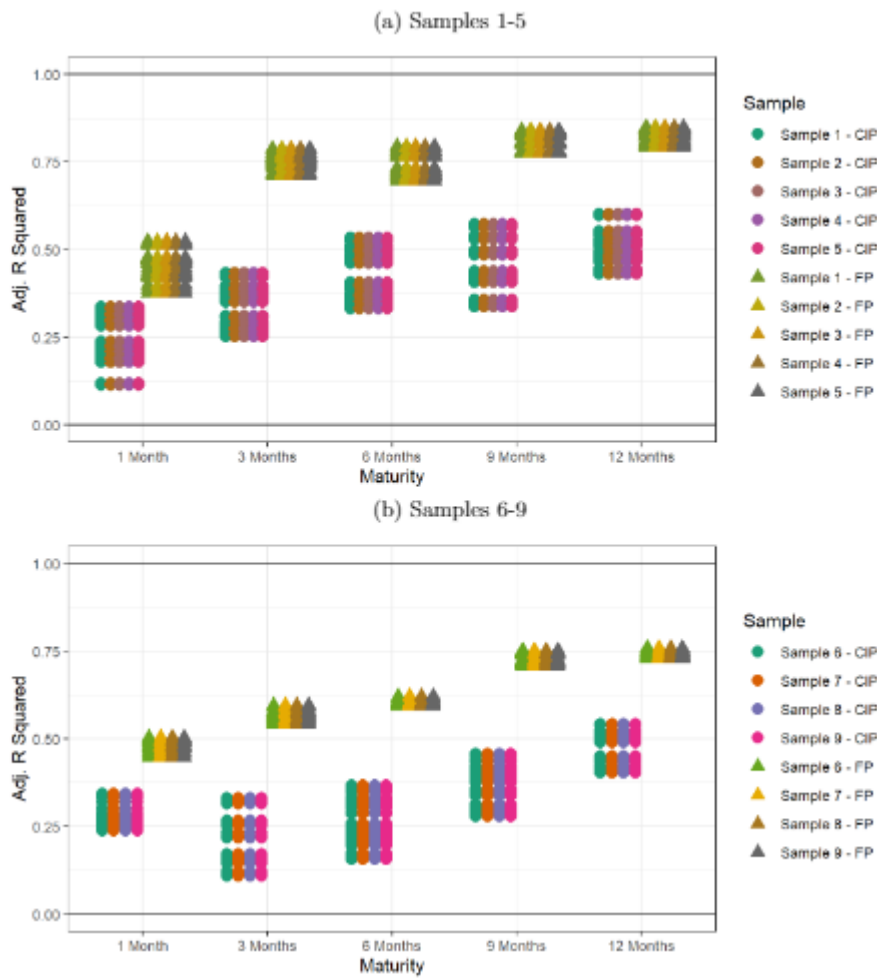 (a) Samples 1-5
Adj. R Squared
1.00
0.75
0.50
0.25
0.00
1 Month
3 Months
6 Months
9 Months
12 Months
Maturity
Sample
Sample 1 - CIP
Sample 2 - CIP
Sample 3 - CIP
Sample 4 - CIP
Sample 5 - CIP
Sample 1 - FP
Sample 2 - FP
Sample 3 - FP
Sample 4 - FP
Sample 5 - FP
(b) Samples 6-9
Adj. R Squared
1.00
0.75
0.50
0.25
0.00
1 Month
3 Months
6 Months
9 Months
12 Months
Maturity
Sample
Sample 6 - CIP
Sample 7 - CIP
Sample 8 - CIP
Sample 9 - CIP
Sample 6 - FP
Sample 7 - FP
Sample 8 - FP
Sample 9 - FP